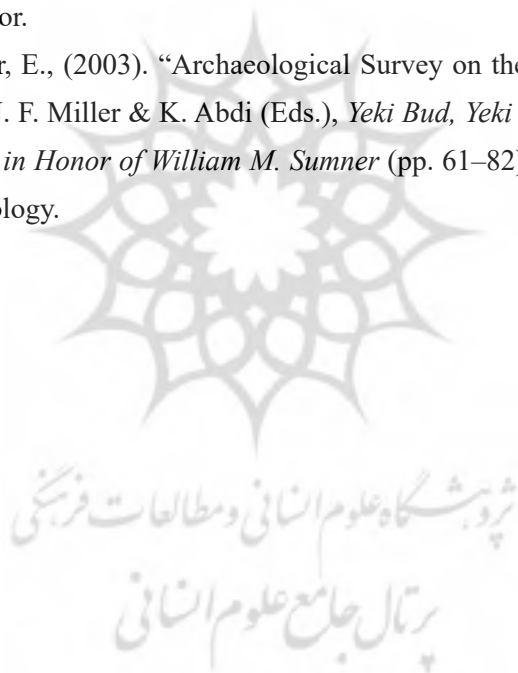 or.
r, E., (2003). “Archaeological Survey on the
. F. Miller & K. Abdi (Eds.), Yeki Bud, Yeki
in Honor of William M. Sumner (pp. 61–82)
ology.
پژوهشگاه علوم انسانی و مطالعات فرهنگی
پرتال جامع علوم انسانی